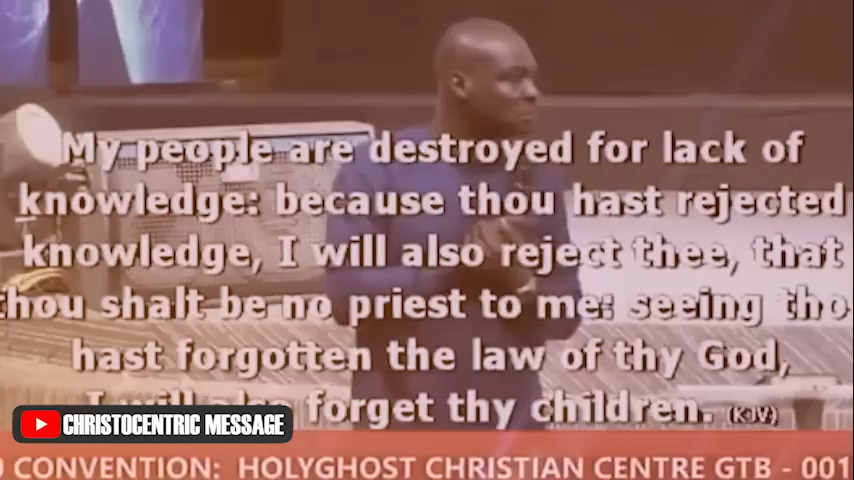 My people are destroyed for lack of
knowledge: because thou hast rejected
knowledge, I will also reject thee, that
thou shalt be no priest to me: seeing tho
hast forgotten the law of thy God,
I will also forget thy children. (KJV)
CHRISTOCENTRIC MESSAGE
CONVENTION: HOLYGHOST CHRISTIAN CENTRE GTB - 001